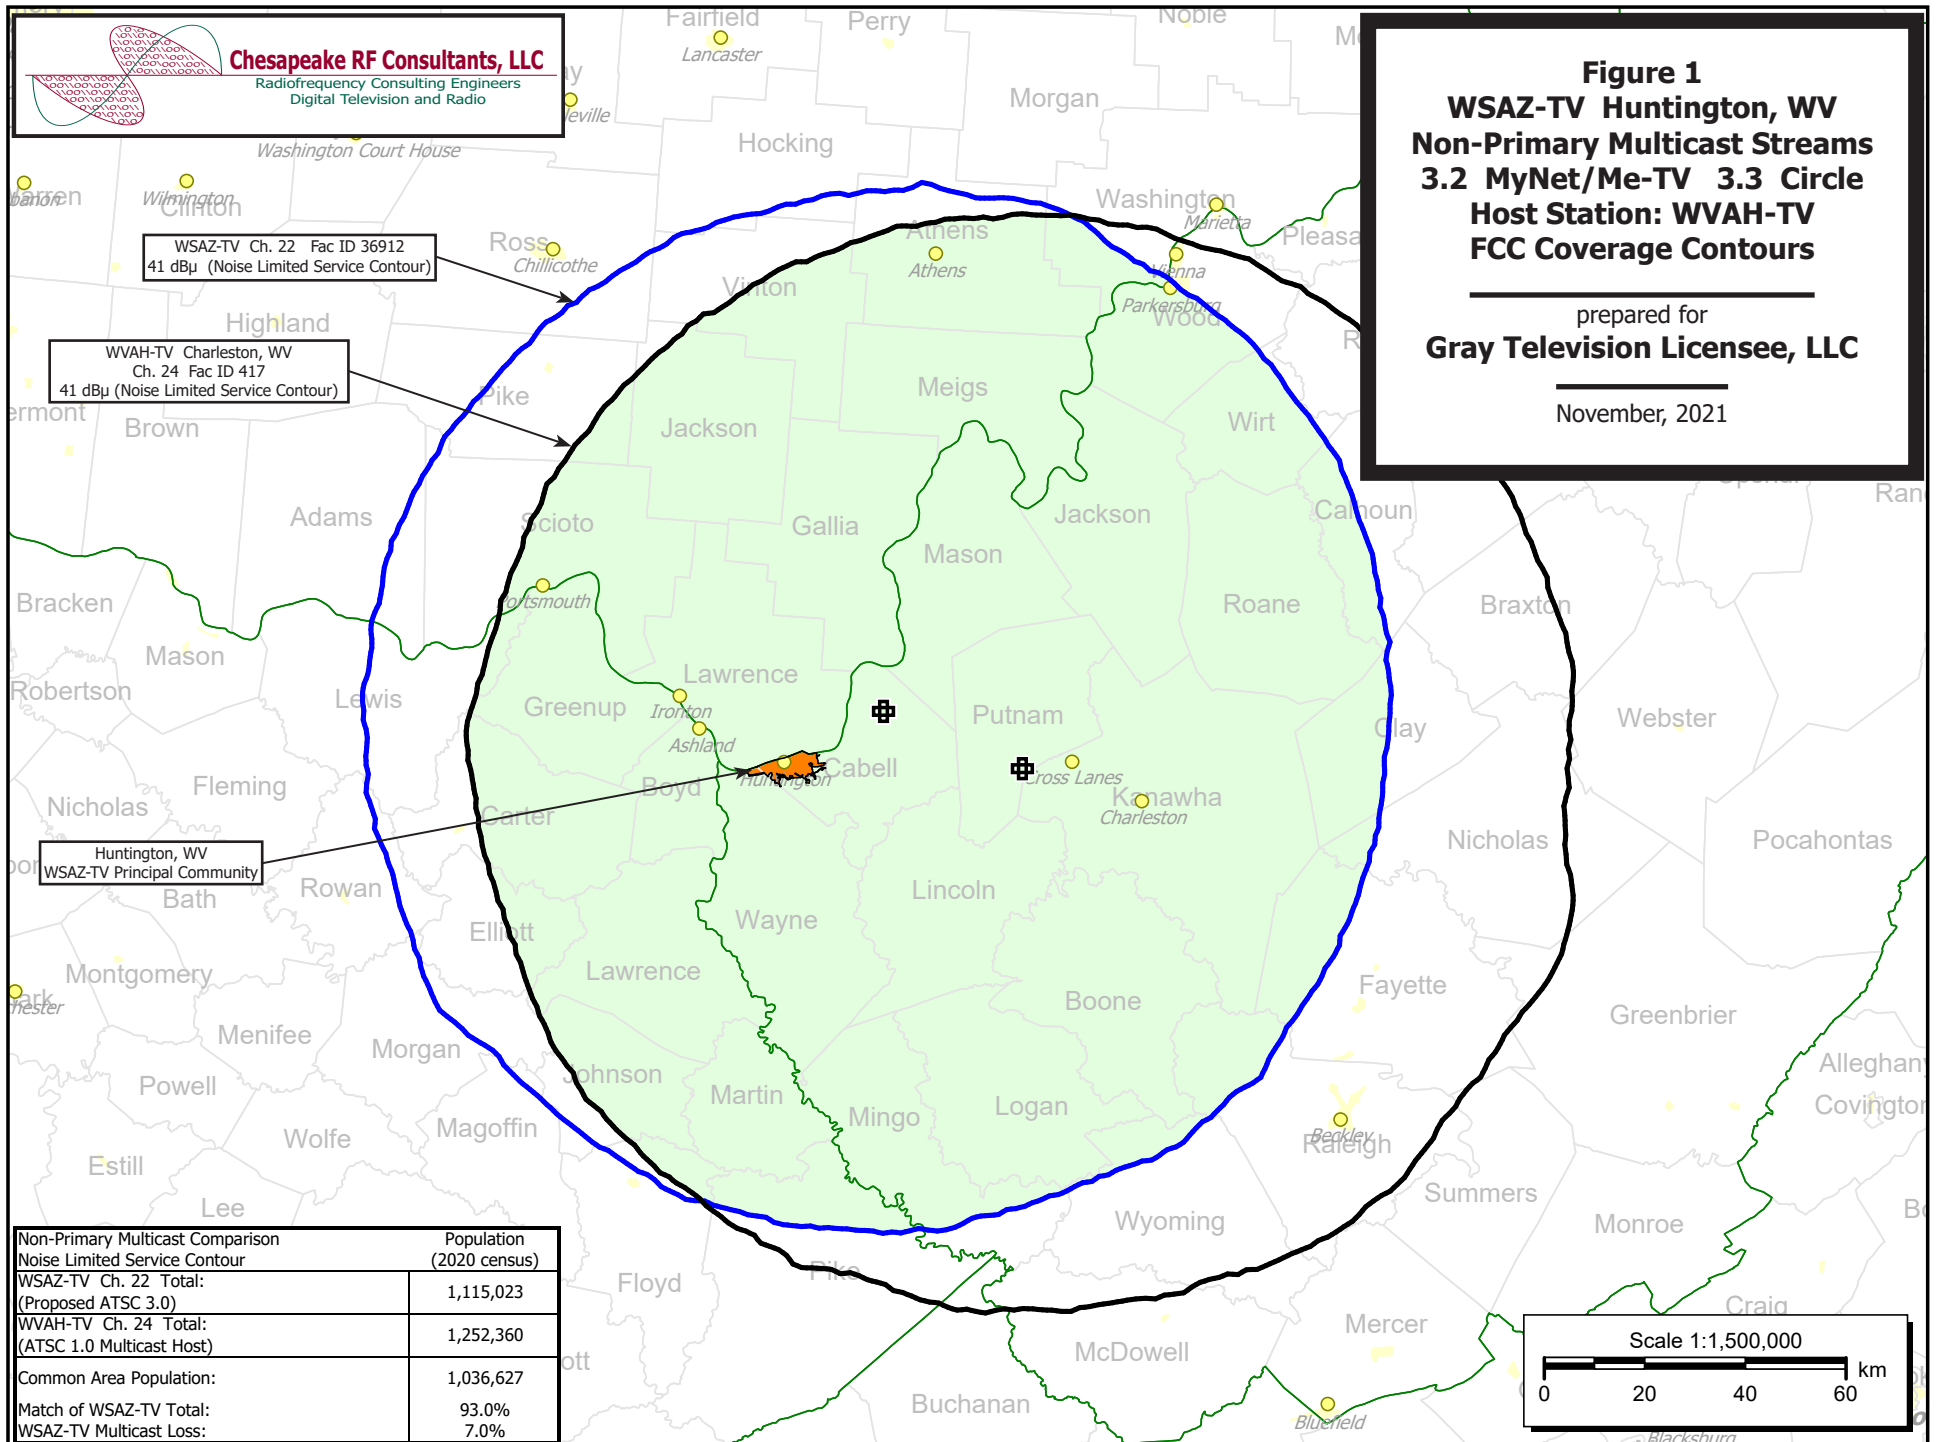 Chesapeake RF Consultants, LLC
Radiofrequency Consulting Engineers
Digital Television and Radio
Figure 1
WSAZ-TV Huntington, WV
Non-Primary Multicast Streams
3.2 MyNet/Me-TV 3.3 Circle
Host Station: WVAH-TV
FCC Coverage Contours
prepared for
Gray Television Licensee, LLC
November, 2021
WSAZ-TV Ch. 22 Fac ID 36912
41 dBµ (Noise Limited Service Contour)
WVAH-TV Charleston, WV
Ch. 24 Fac ID 417
41 dBµ (Noise Limited Service Contour)
Huntington, WV
WSAZ-TV Principal Community
Fairfield
Lancaster
Perry
Noble
Morgan
Hocking
Washington Court House
Wilmington
Clinton
Washington
Marietta
Ross
Chillicothe
Athens
Athens
Vienna
Parkersburg
Wood
Vinton
Highland
Pike
Meigs
Wirt
Brown
Jackson
Adams
Scioto
Gallia
Jackson
Calhoun
Mason
Portsmouth
Bracken
Roane
Braxton
Mason
Robertson
Lewis
Lawrence
Greenup
Ironton
Ashland
Putnam
Clay
Webster
Huntington
Cabell
Cross Lanes
Boyd
Kanawha
Charleston
Fleming
Nicholas
Carter
Nicholas
Pocahontas
Rowan
Bath
Lincoln
Wayne
Elliott
Montgomery
Lawrence
Boone
Fayette
Greenbrier
Menifee
Morgan
Powell
Johnson
Martin
Mingo
Logan
Covington
Wolfe
Magoffin
Beckley
Raleigh
Estill
Lee
Summers
Monroe
Wyoming
Floyd
Pike
Craig
Mercer
McDowell
Buchanan
Bluefield
Blacksburg
Non-Primary Multicast Comparison Population
Noise Limited Service Contour (2020 census)
WSAZ-TV Ch. 22 Total:
(Proposed ATSC 3.0) 1,115,023
WVAH-TV Ch. 24 Total:
(ATSC 1.0 Multicast Host) 1,252,360
Common Area Population: 1,036,627
Match of WSAZ-TV Total: 93.0%
WSAZ-TV Multicast Loss: 7.0%
Scale 1:1,500,000
km
0 20 40 60